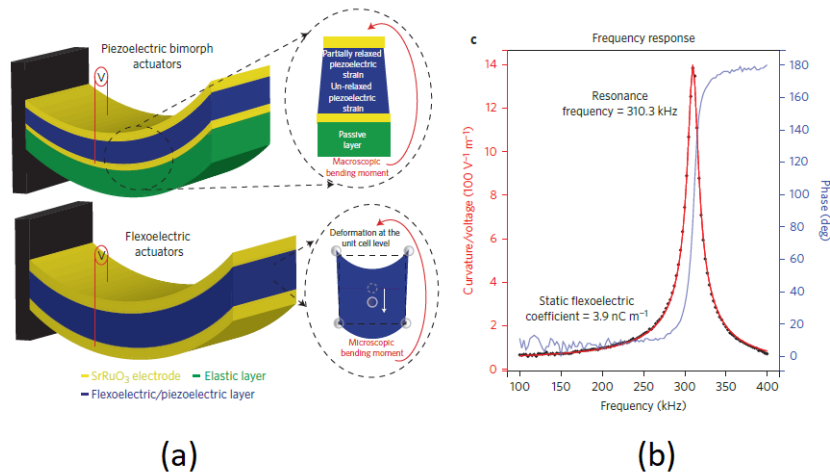 Piezoelectric bimorph
actuators
V
Partially relaxed
piezoelectric
strain
Un-relaxed
piezoelectric
strain
Passive
layer
Macroscopic
bending moment
Flexoelectric
actuators
V
Deformation at the
unit cell level
Microscopic
bending moment
SrRuO₃ electrode
Elastic layer
Flexoelectric/piezoelectric layer
(a)
c
Frequency response
14
12
10
8
6
4
2
0
Curvature/voltage (100 V⁻¹ m⁻¹)
Resonance
frequency = 310.3 kHz
Static flexoelectric
coefficient = 3.9 nC m⁻¹
180
160
140
120
100
80
60
40
20
0
Phase (deg)
100 150 200 250 300 350 400
Frequency (kHz)
(b)